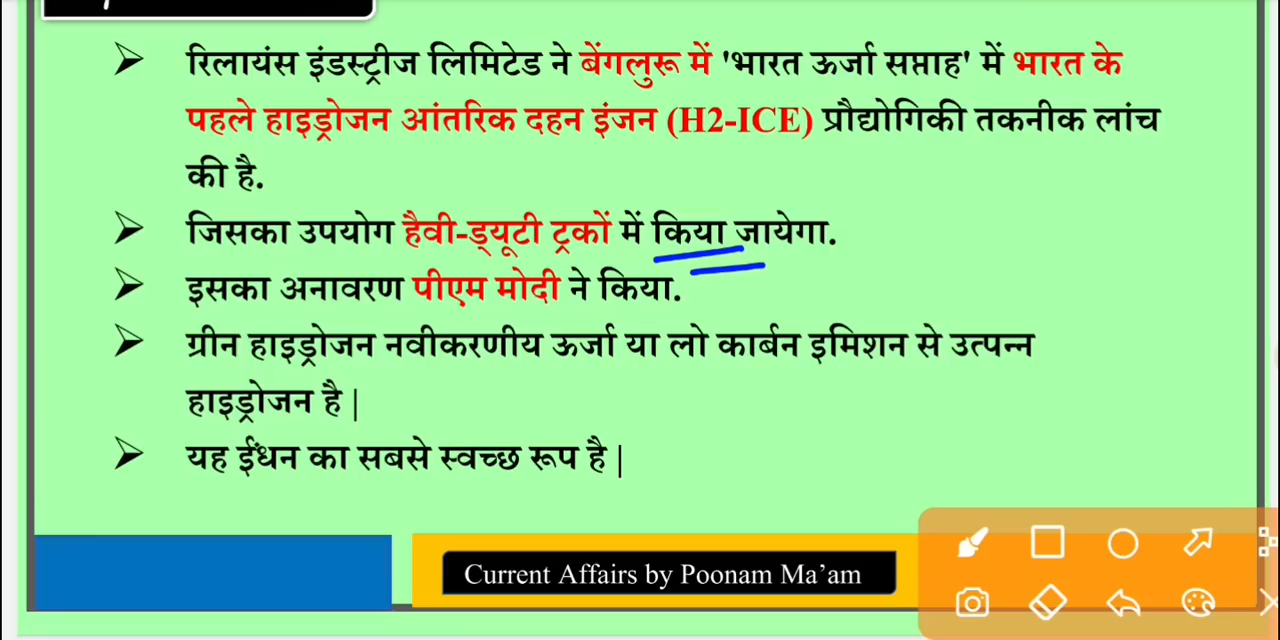 ➢ रिलायंस इंडस्ट्रीज लिमिटेड ने बेंगलुरू में 'भारत ऊर्जा सप्ताह' में भारत के
पहले हाइड्रोजन आंतरिक दहन इंजन (H2-ICE) प्रौद्योगिकी तकनीक लांच
की है.
➢ जिसका उपयोग हैवी-ड्यूटी ट्रकों में किया जायेगा.
➢ इसका अनावरण पीएम मोदी ने किया.
➢ ग्रीन हाइड्रोजन नवीकरणीय ऊर्जा या लो कार्बन इमिशन से उत्पन्न
हाइड्रोजन है |
➢ यह ईंधन का सबसे स्वच्छ रूप है |
Current Affairs by Poonam Ma’am